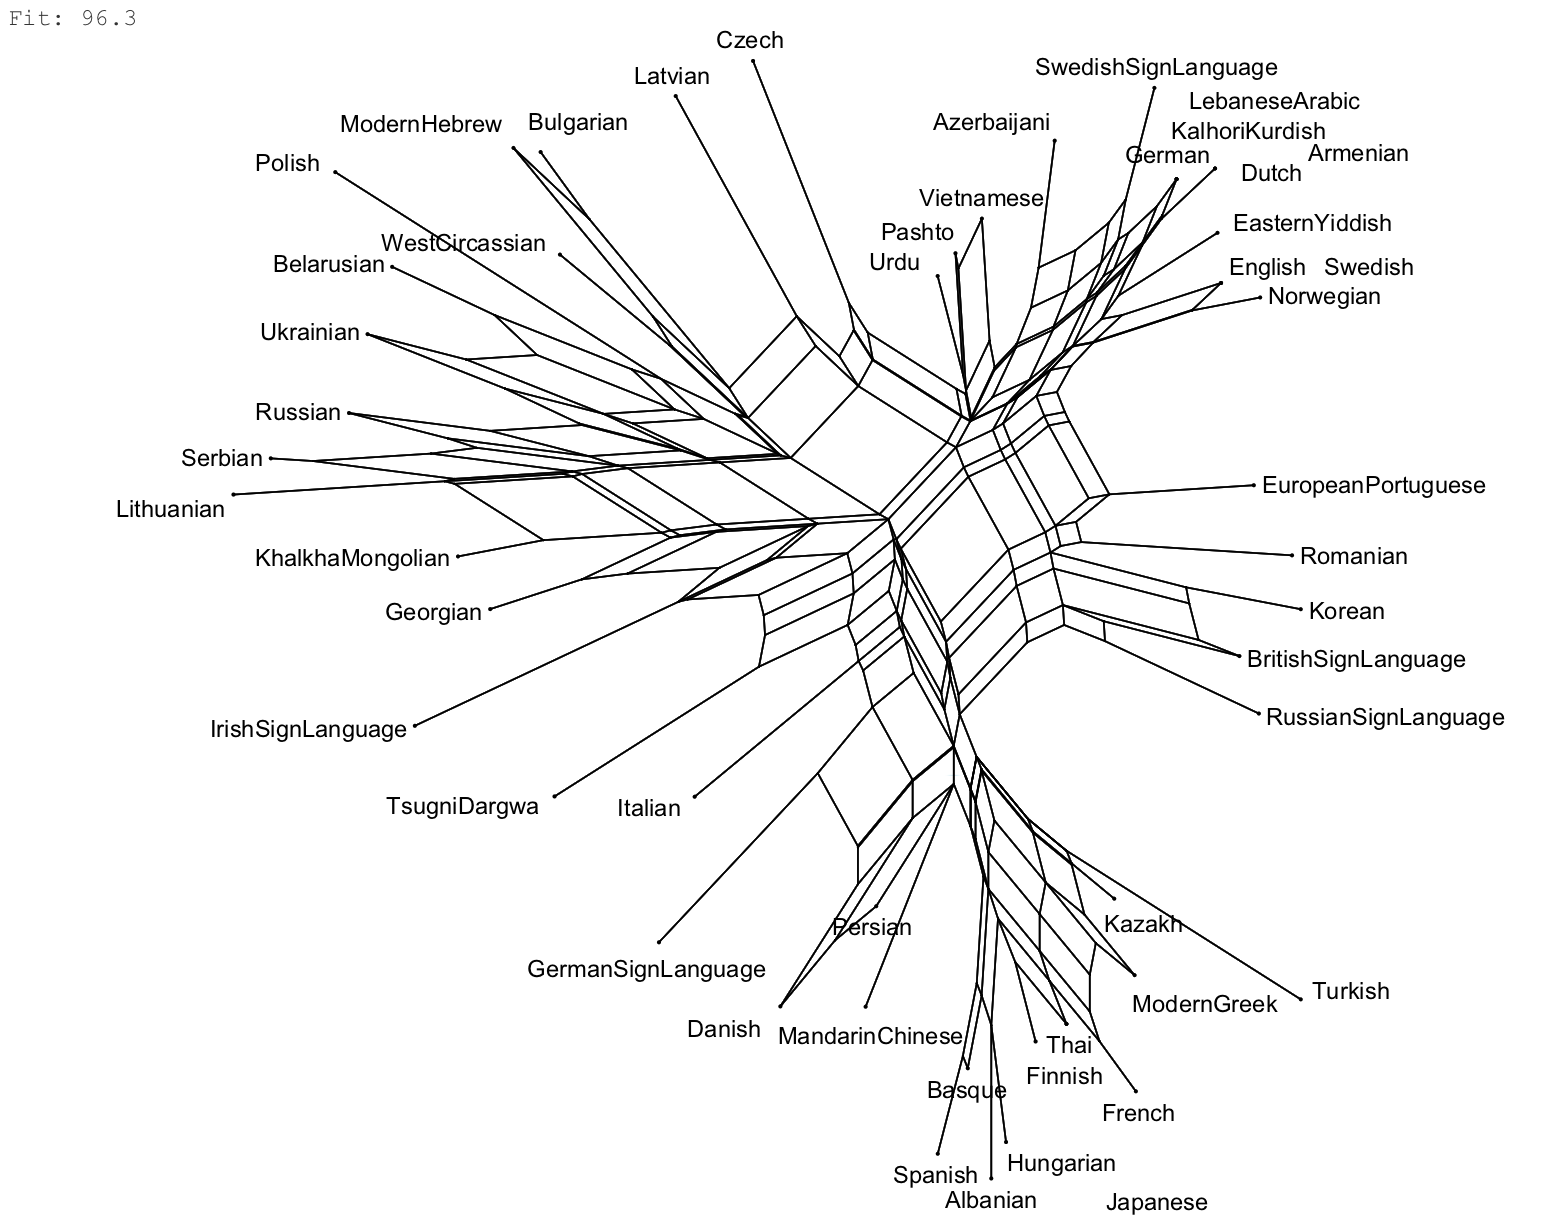 Fit: 96.3
Czech
SwedishSignLanguage
Latvian
LebaneseArabic
ModernHebrew
Bulgarian
Azerbaijani
KalhoriKurdish
Polish
German
Armenian
Dutch
Vietnamese
WestCircassian
Pashto
EasternYiddish
Belarusian
Urdu
English
Swedish
Norwegian
Ukrainian
Russian
Serbian
EuropeanPortuguese
Lithuanian
KhalkhaMongolian
Romanian
Georgian
Korean
BritishSignLanguage
IrishSignLanguage
RussianSignLanguage
TsugniDargwa
Italian
Persian
Kazakh
GermanSignLanguage
Turkish
ModernGreek
Danish
MandarinChinese
Thai
Basque
Finnish
French
Hungarian
Spanish
Albanian
Japanese